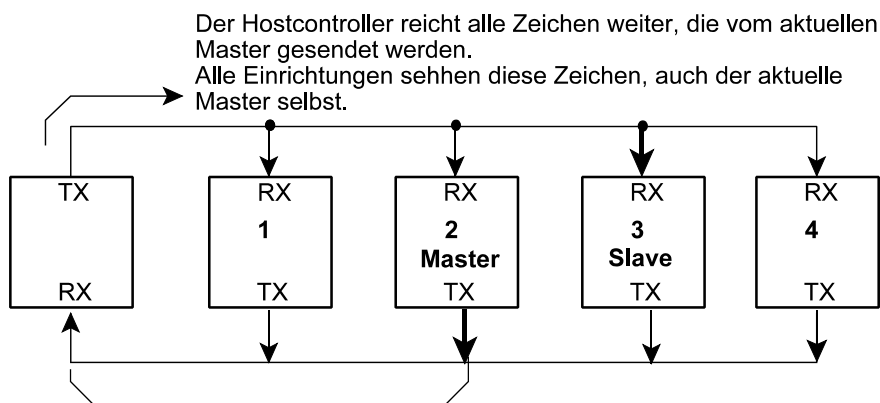 Der Hostcontroller reicht alle Zeichen weiter, die vom aktuellen
Master gesendet werden.
Alle Einrichtungen sehhen diese Zeichen, auch der aktuelle
Master selbst.
TX
RX
RX
RX
RX
1
2
3
4
Master
Slave
RX
TX
TX
TX
TX